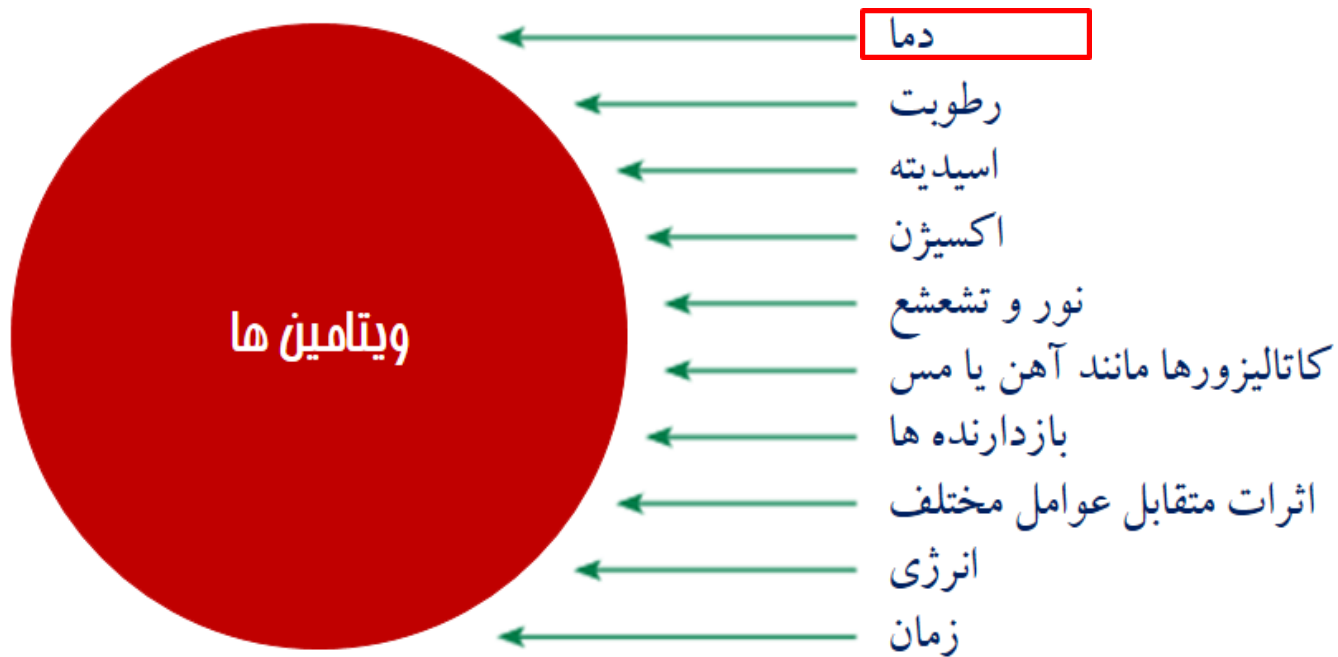 دما
رطوبت
اسیدیته
اکسیژن
نور و تشعشع
ویتامین ها
کاتالیزورها مانند آهن یا مس
بازدارنده ها
اثرات متقابل عوامل مختلف
انرژی
زمان